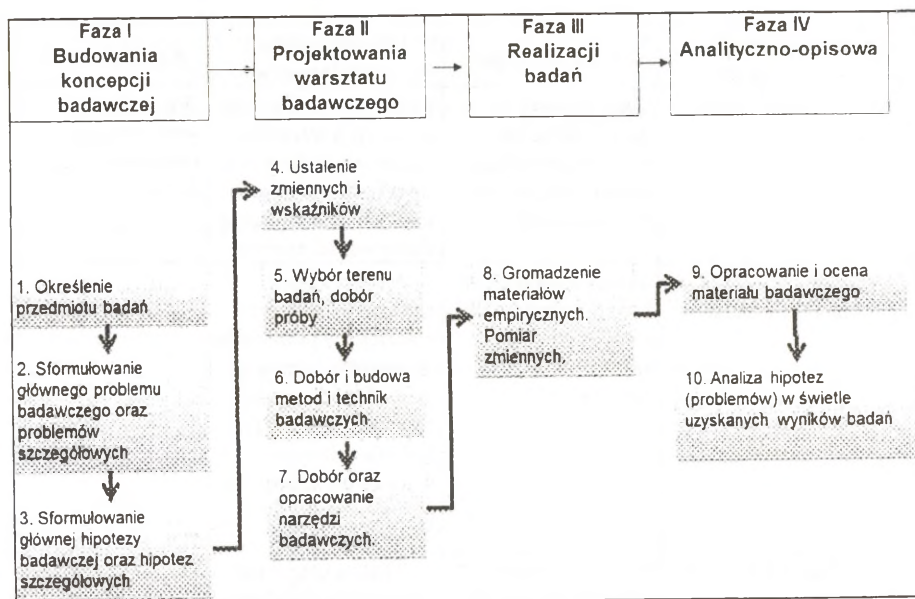 Faza I
Budowania
koncepcji
badawczej
Faza II
Projektowania
warsztatu
badawczego
Faza III
Realizacji
badań
Faza IV
Analityczno-opisowa
1. Określenie
przedmiotu badań
2. Sformułowanie
głównego problemu
badawczego oraz
problemów
szczegółowych
3. Sformułowanie
głównej hipotezy
badawczej oraz hipotez
szczegółowych
4. Ustalenie
zmiennych i
wskaźników
5. Wybór terenu
badań, dobór
próby
6. Dobór i budowa
metod i technik
badawczych
7. Dobór oraz
opracowanie
narzędzi
badawczych.
8. Gromadzenie
materiałów
empirycznych.
Pomiar
zmiennych.
9. Opracowanie i ocena
materiału badawczego
10. Analiza hipotez
(problemów) w świetle
uzyskanych wyników badań